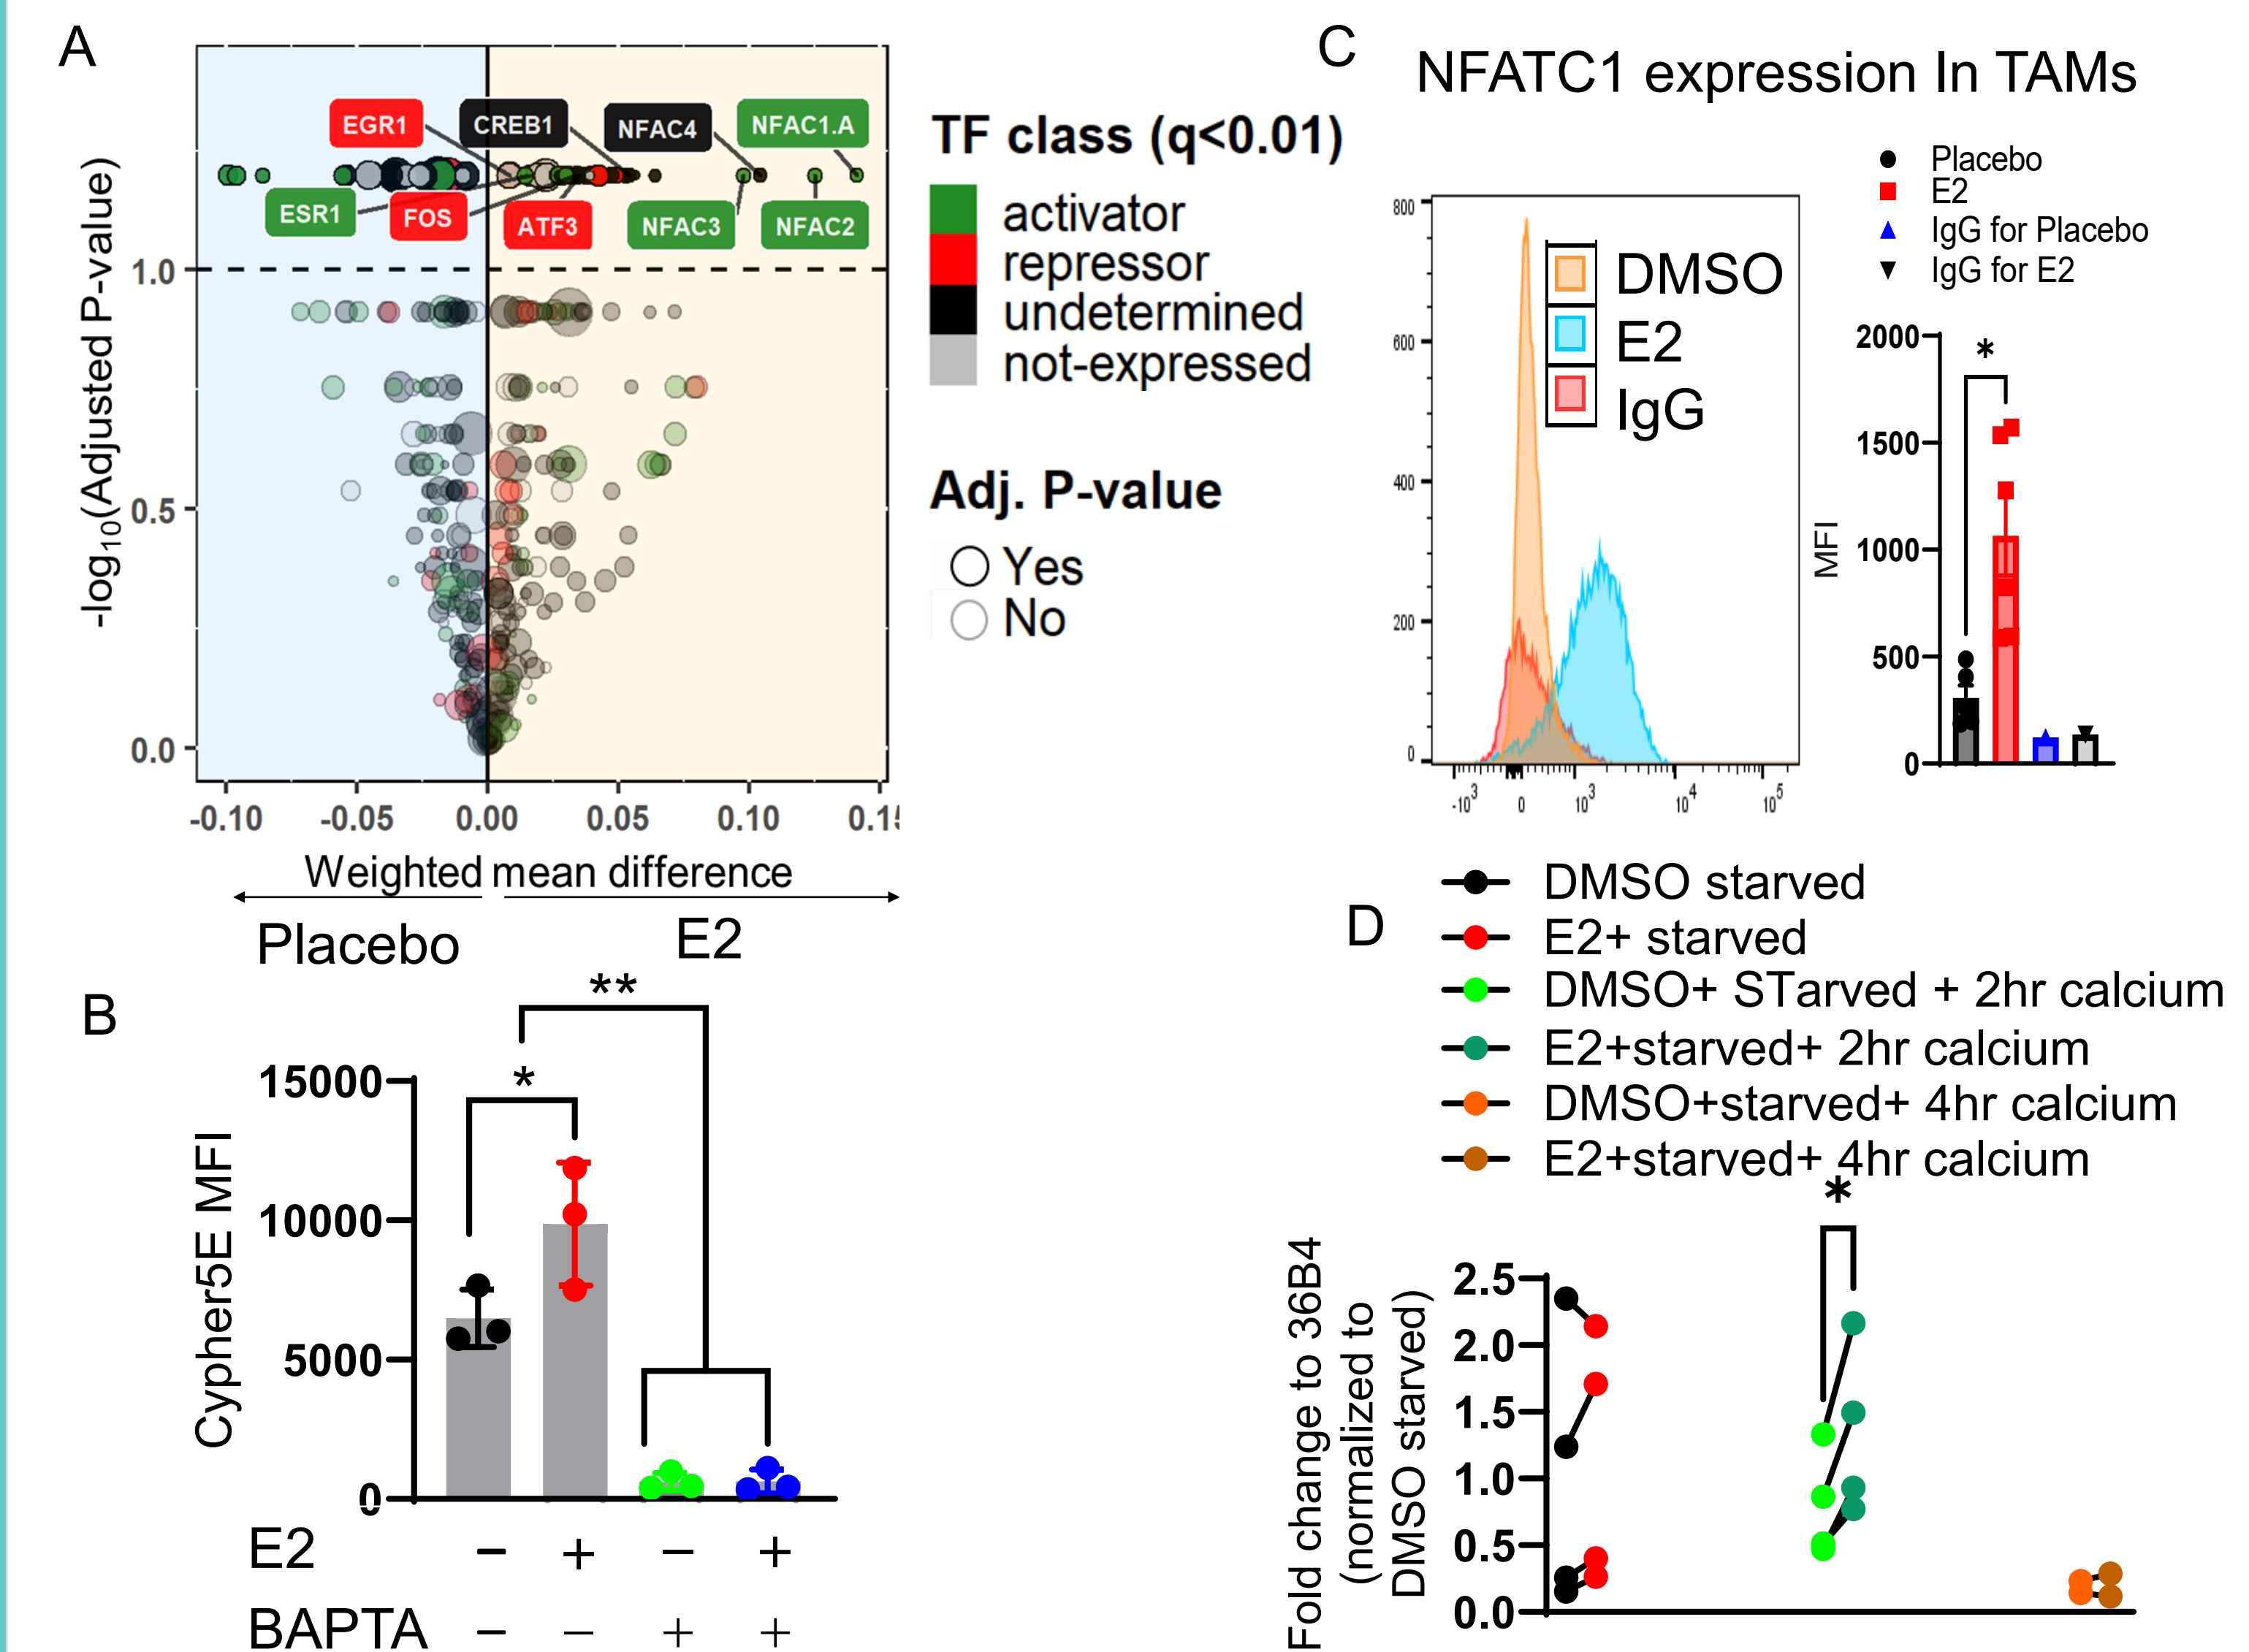 A
EGR1
CREB1
NFAC4
NFAC1.A
ESR1
FOS
ATF3
NFAC3
NFAC2
-log10(Adjusted P-value)
1.0
0.5
0.0
-0.10
-0.05
0.00
0.05
0.10
Weighted mean difference
Placebo
E2
TF class (q<0.01)
activator
repressor
undetermined
not-expressed
Adj. P-value
Yes
No
B
**
*
Cypher5E MFI
15000
10000
5000
0
E2 − + − +
BAPTA − − + +
C
NFATC1 expression In TAMs
800
600
400
200
0
-10³ 0 10³ 10⁴ 10⁵
DMSO
E2
IgG
Placebo
E2
IgG for Placebo
IgG for E2
MFI
2000
1500
1000
500
0
*
D
DMSO starved
E2+ starved
DMSO+ STarved + 2hr calcium
E2+starved+ 2hr calcium
DMSO+starved+ 4hr calcium
E2+starved+ 4hr calcium
*
Fold change to 36B4
(normalized to
DMSO starved)
2.5
2.0
1.5
1.0
0.5
0.0